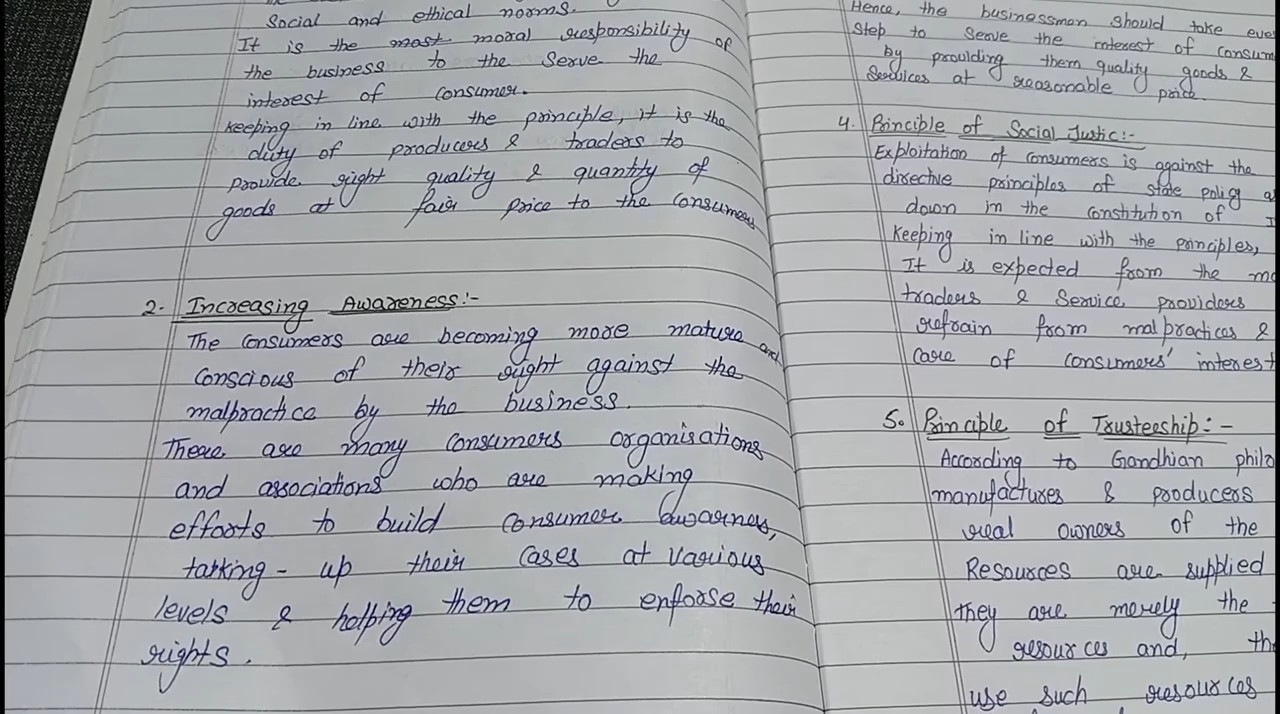 Social and ethical norms.
It is the most moral responsibility of
the business to the serve the
interest of consumer.
keeping in line with the principle, it is the
duty of producers & traders to
provide right quality & quantity of
goods at fair price to the consumers
2. Increasing Awareness:-
The consumers are becoming more mature and
conscious of their right against the
malpractice by the business.
There are many consumers organisations
and associations who are making
efforts to build consumer awarness,
tatking-up their cases at various
levels & helping them to enforse their
rights.
Hence, the businessmen should take eve
step to serve the interest of consum
by providing them quality goods &
services at reasonable price.
4. Principle of Social Justic:-
Exploitation of consumers is against the
directive principles of state policy a
down in the constitution of I
Keeping in line with the principles,
It is expected from the ma
traders & service providers
refrain from malpractices &
care of consumers' interest
5. Principle of Trusteeship:-
According to Gandhian philo
manufactures & producers
real owners of the
Resources are supplied
they are merely the
resources and, th
use such resources